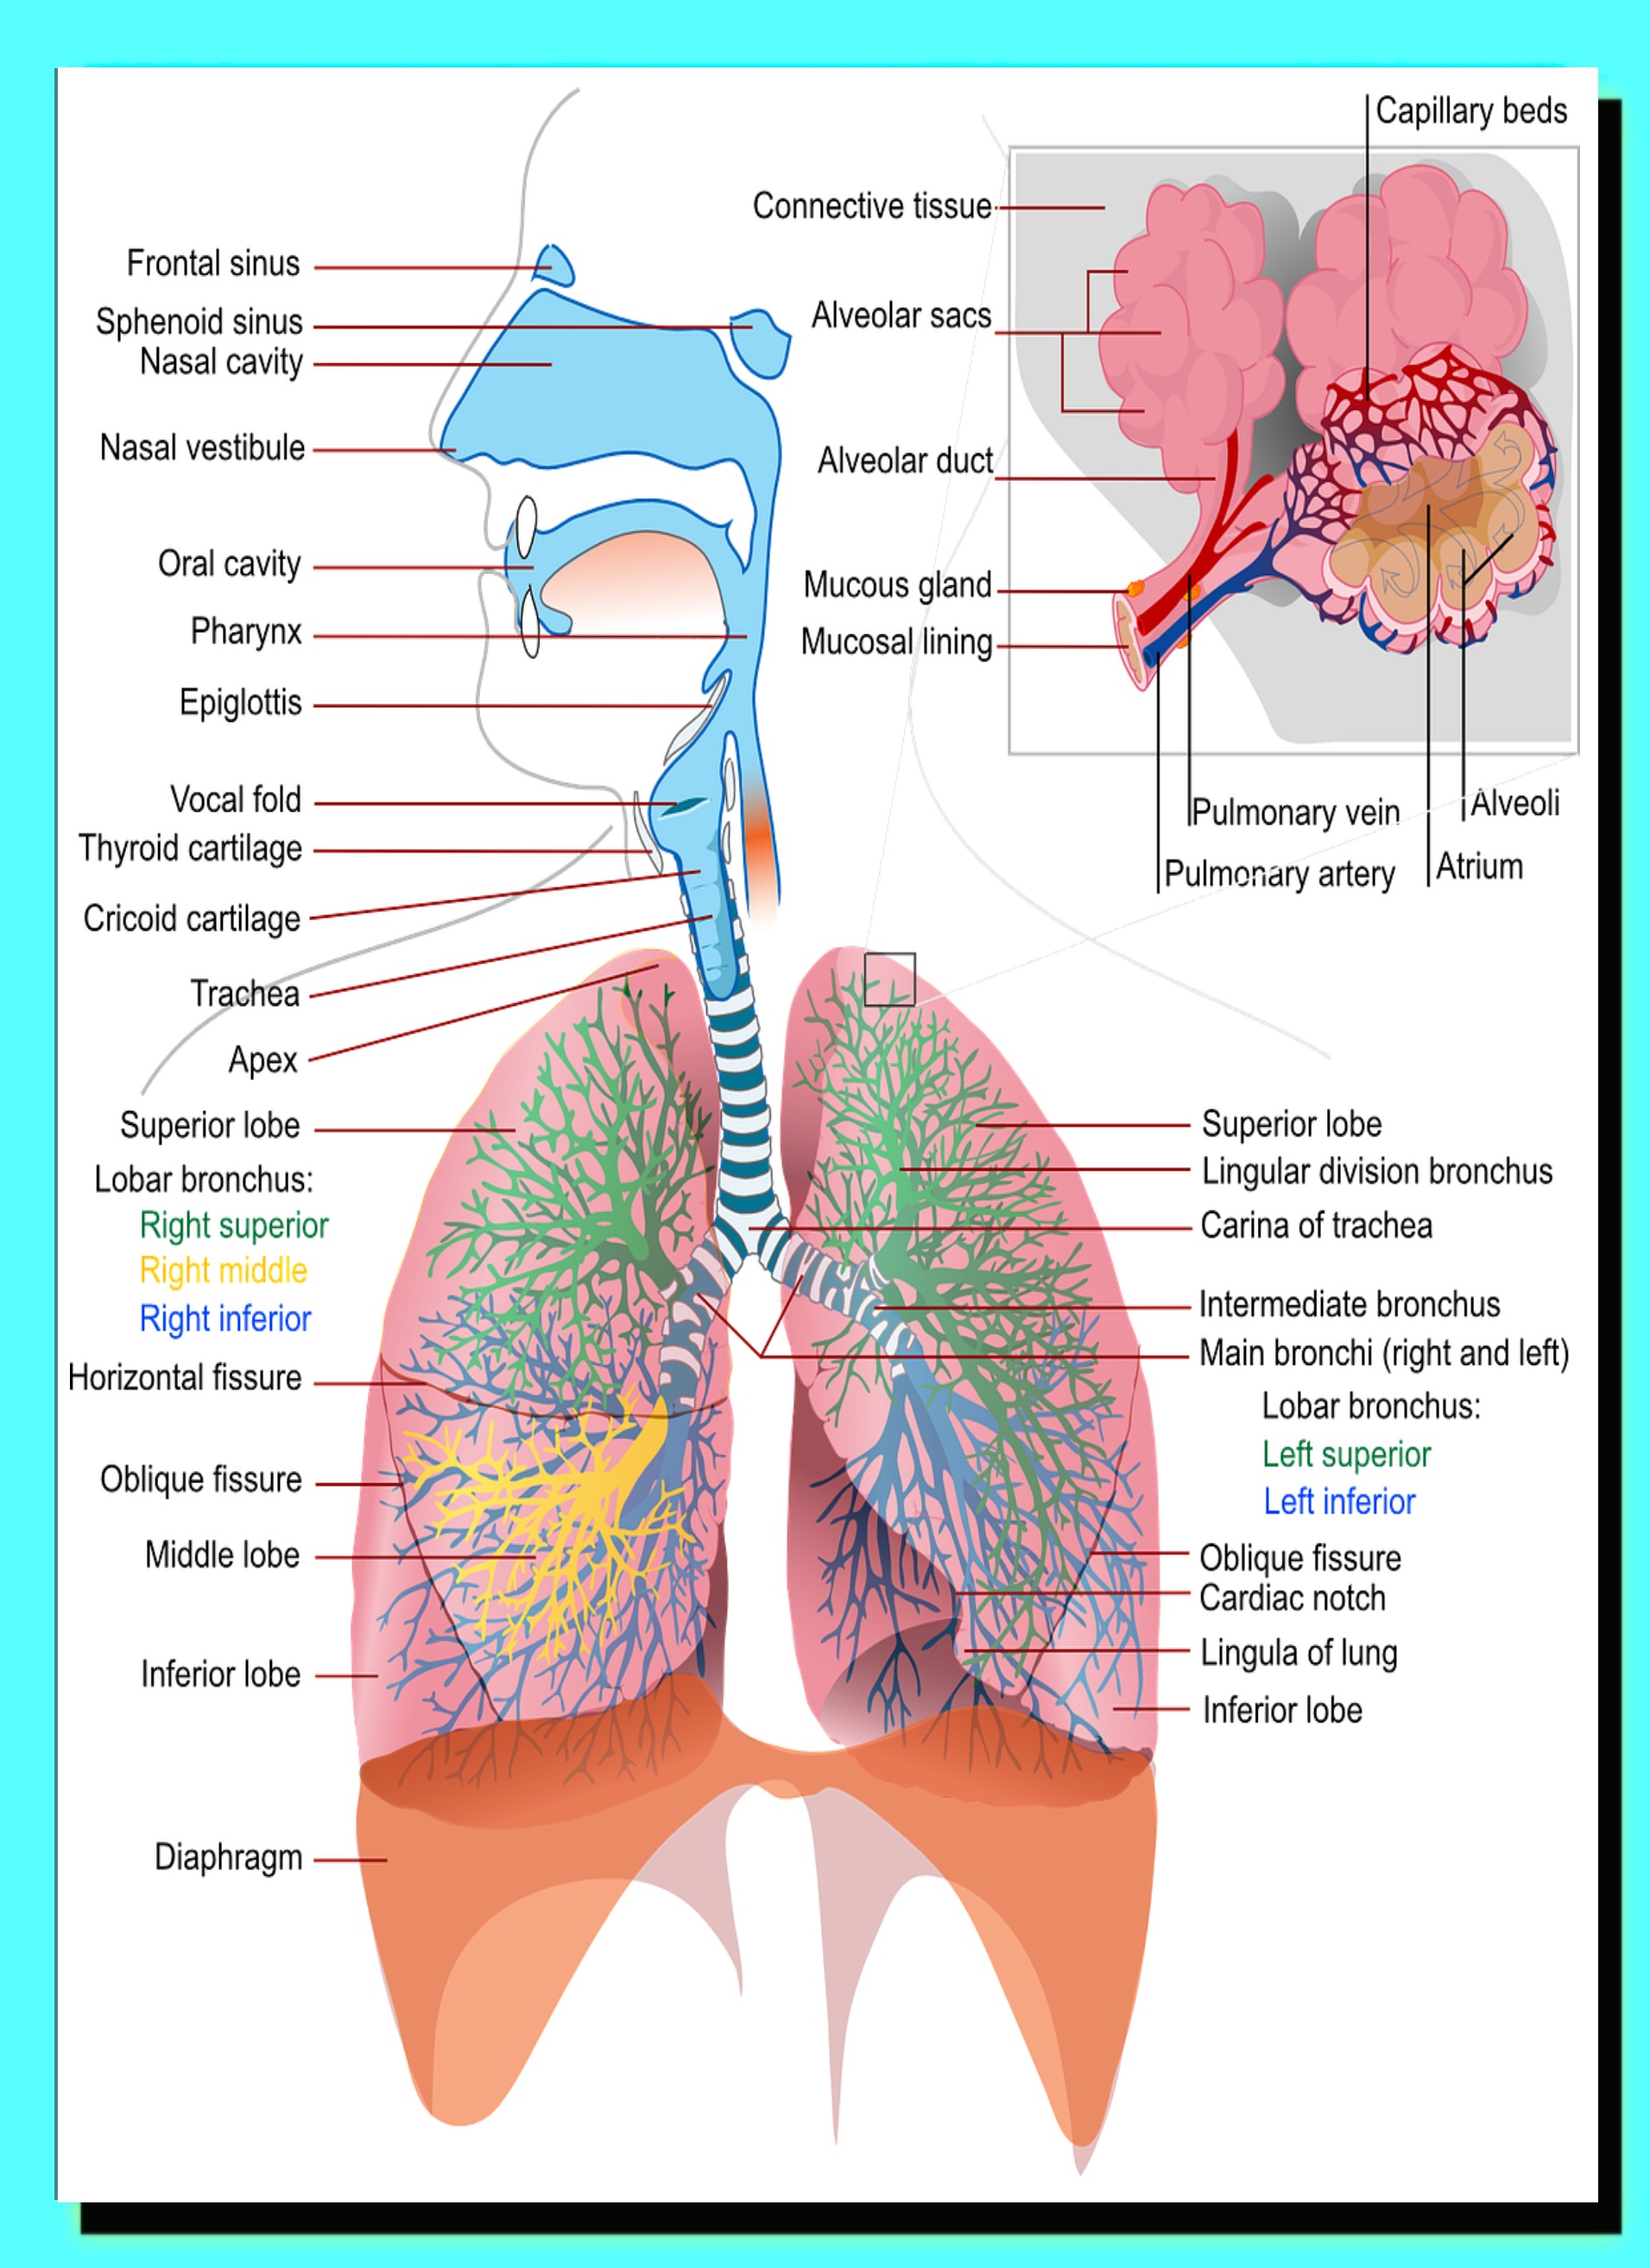 Capillary beds
Connective tissue
Frontal sinus
Sphenoid sinus
Alveolar sacs
Nasal cavity
Nasal vestibule
Alveolar duct
Oral cavity
Mucous gland
Pharynx
Mucosal lining
Epiglottis
Vocal fold
Pulmonary vein
Alveoli
Thyroid cartilage
Pulmonary artery
Atrium
Cricoid cartilage
Trachea
Apex
Superior lobe
Lobar bronchus:
Right superior
Right middle
Right inferior
Horizontal fissure
Oblique fissure
Middle lobe
Inferior lobe
Diaphragm
Superior lobe
Lingular division bronchus
Carina of trachea
Intermediate bronchus
Main bronchi (right and left)
Lobar bronchus:
Left superior
Left inferior
Oblique fissure
Cardiac notch
Lingula of lung
Inferior lobe